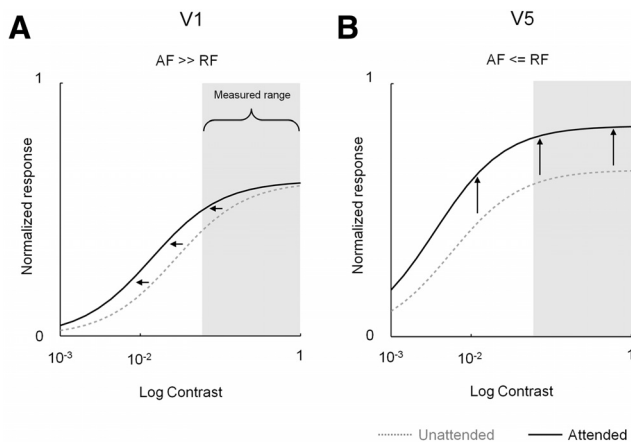 A
V1
AF >> RF
Measured range
1
Normalized response
0
10-3
10-2
1
Log Contrast
B
V5
AF <= RF
1
Normalized response
0
10-3
10-2
1
Log Contrast
Unattended
Attended